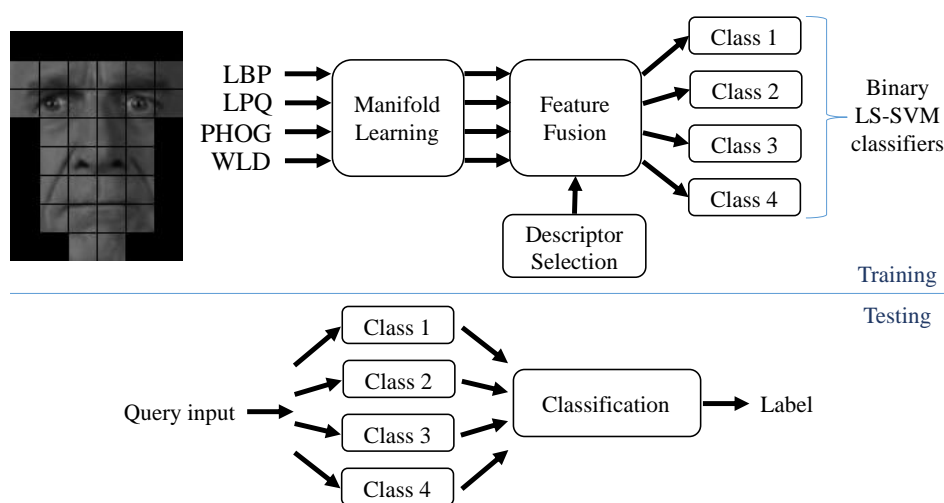 LBP
LPQ
PHOG
WLD
Manifold
Learning
Feature
Fusion
Descriptor
Selection
Class 1
Class 2
Class 3
Class 4
Binary
LS-SVM
classifiers
Training
Testing
Query input
Class 1
Class 2
Class 3
Class 4
Classification
Label